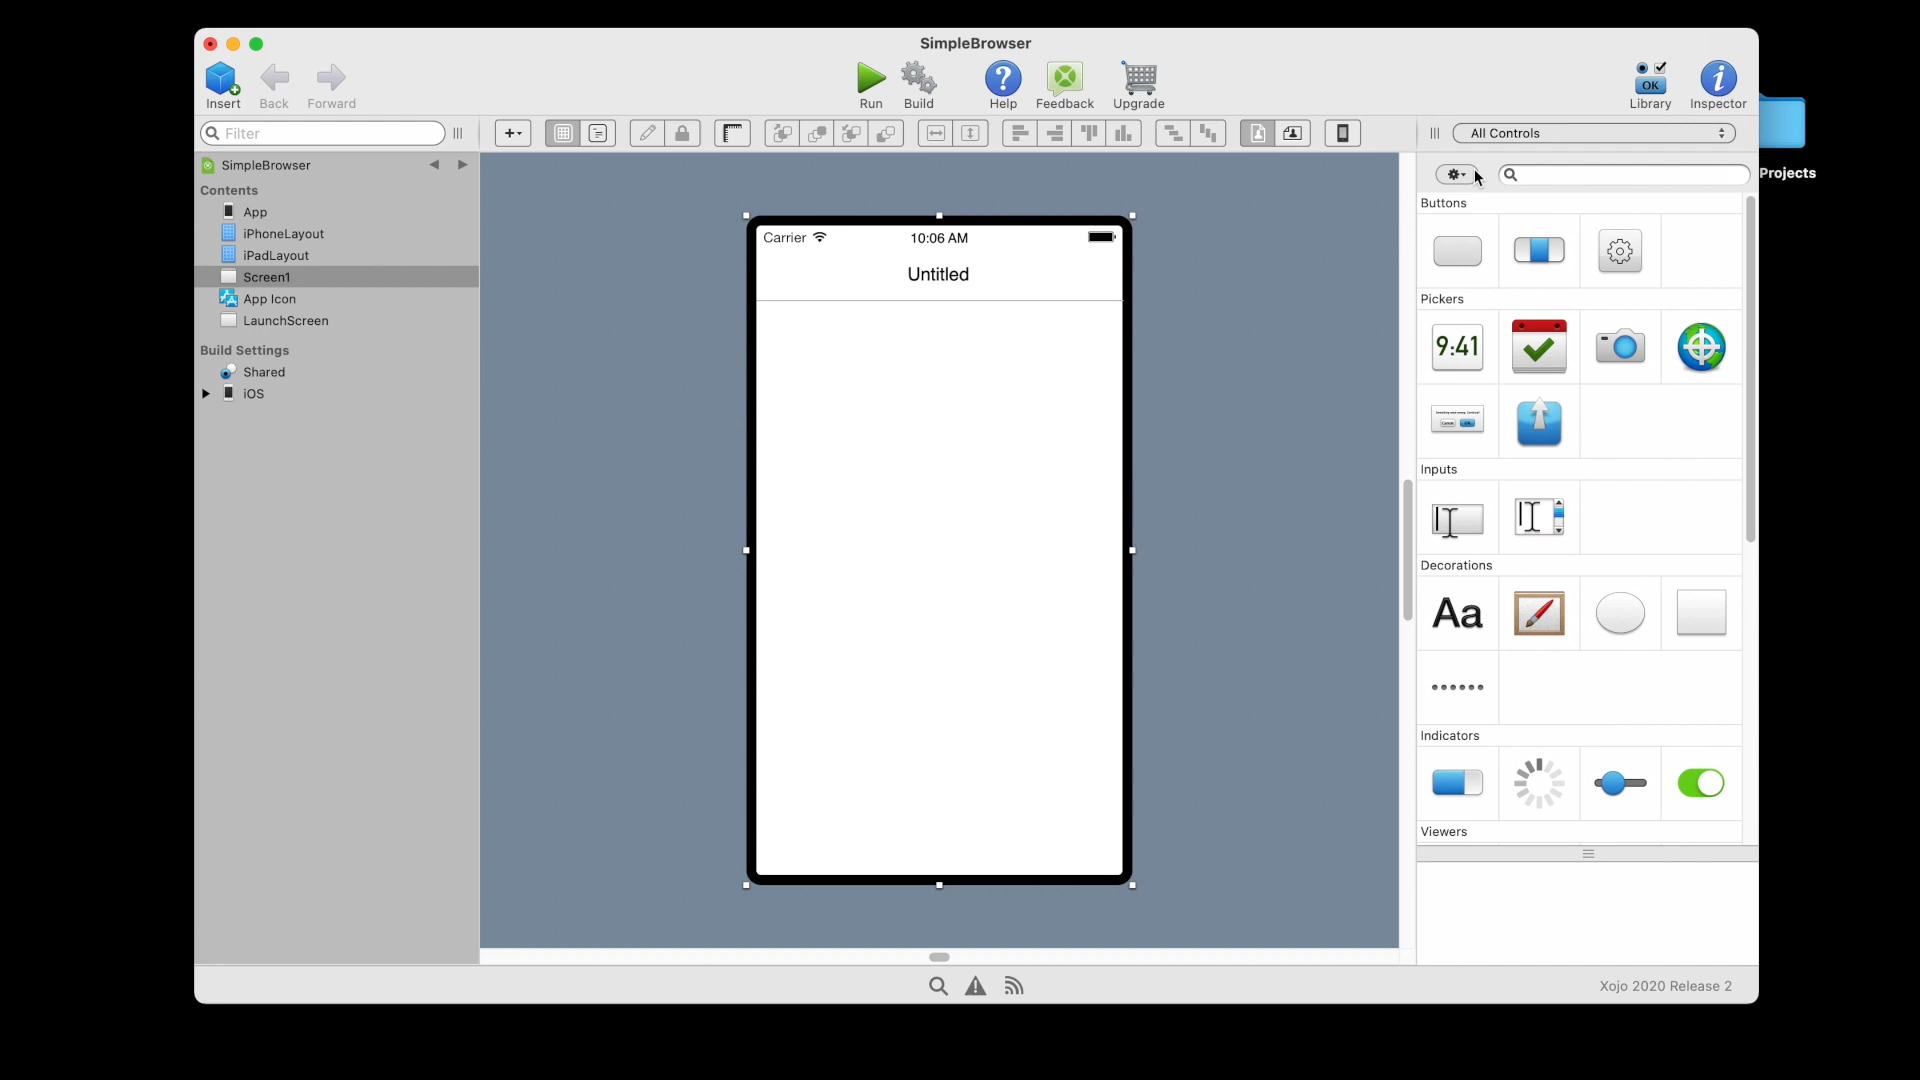 SimpleBrowser
Insert
Back
Forward
Run
Build
Help
Feedback
Upgrade
OK
Library
Inspector
Filter
All Controls
SimpleBrowser
Contents
App
iPhoneLayout
iPadLayout
Screen1
App Icon
LaunchScreen
Build Settings
Shared
iOS
Carrier
10:06 AM
Untitled
Projects
Buttons
Pickers
9:41
Inputs
Decorations
Aa
Indicators
Viewers
Xojo 2020 Release 2